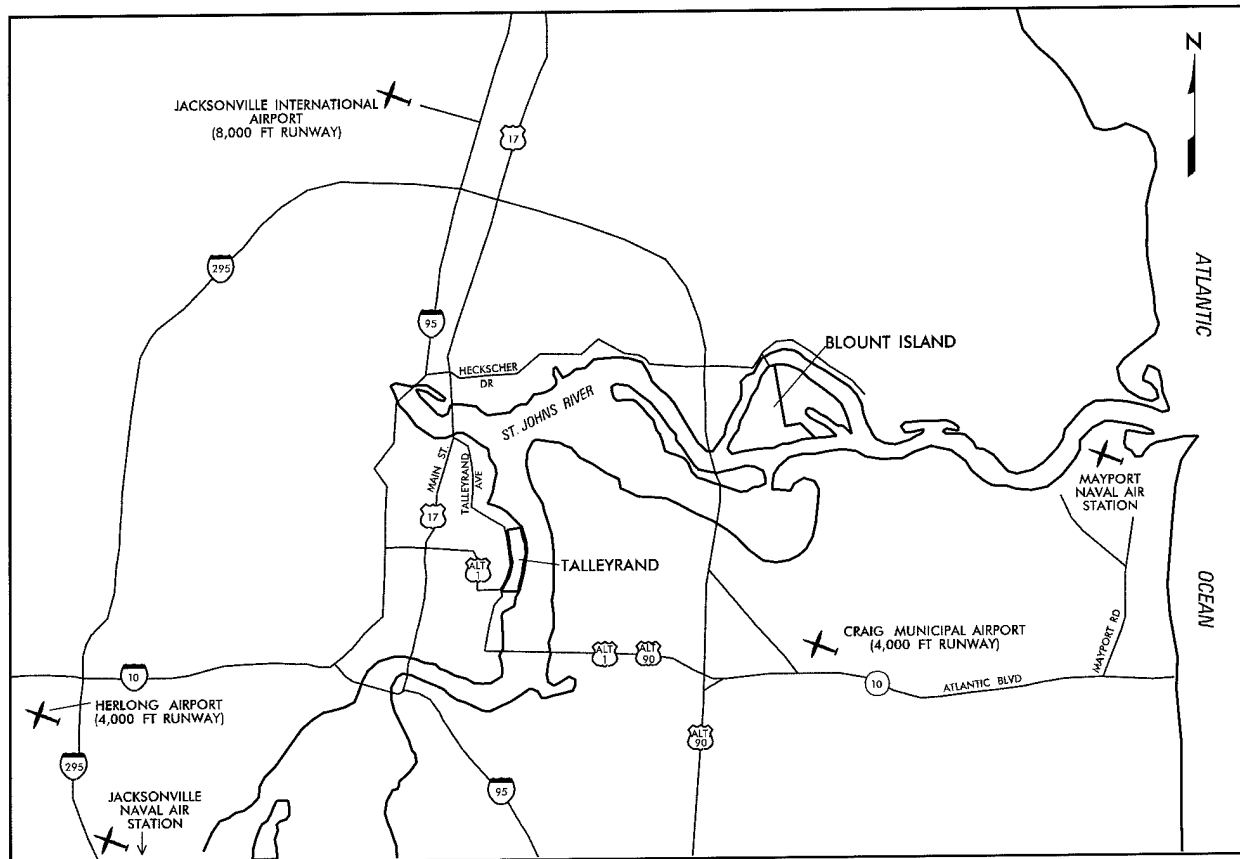 N
JACKSONVILLE INTERNATIONAL
AIRPORT
(8,000 FT RUNWAY)
17
295
ATLANTIC
95
BLOUNT ISLAND
HECKSCHER
DR
ST. JOHNS RIVER
MAIN ST.
TALLEYRAND
AVE
MAYPORT
NAVAL AIR
STATION
17
ALT
1
TALLEYRAND
OCEAN
CRAIG MUNICIPAL AIRPORT
(4,000 FT RUNWAY)
MAYPORT RD
ALT
1
ALT
90
10
10
ATLANTIC BLVD
HERLONG AIRPORT
(4,000 FT RUNWAY)
ALT
90
295
95
JACKSONVILLE
NAVAL AIR
STATION